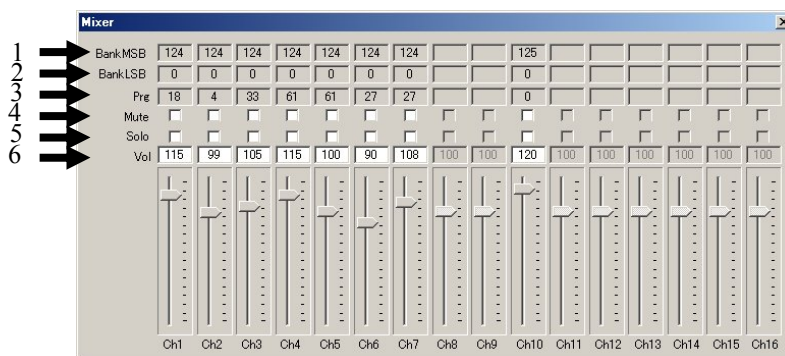 Mixer
1 BankMSB 124 124 124 124 124 124 124 125
2 BankLSB 0 0 0 0 0 0 0 0
3 Prg 18 4 33 61 61 27 27 0
4 Mute
5 Solo
6 Vol 115 99 105 115 100 90 108 100 100 120 100 100 100 100 100 100
Ch1 Ch2 Ch3 Ch4 Ch5 Ch6 Ch7 Ch8 Ch9 Ch10 Ch11 Ch12 Ch13 Ch14 Ch15 Ch16